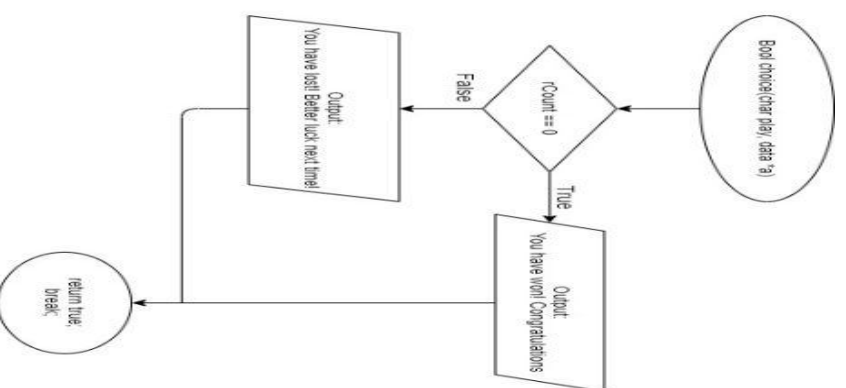 Bool choice(char play, data *a)
rCount == 0
True
False
Output:
You have won! Congratulations
Output:
You have lost! Better luck next time!
return true;
break;